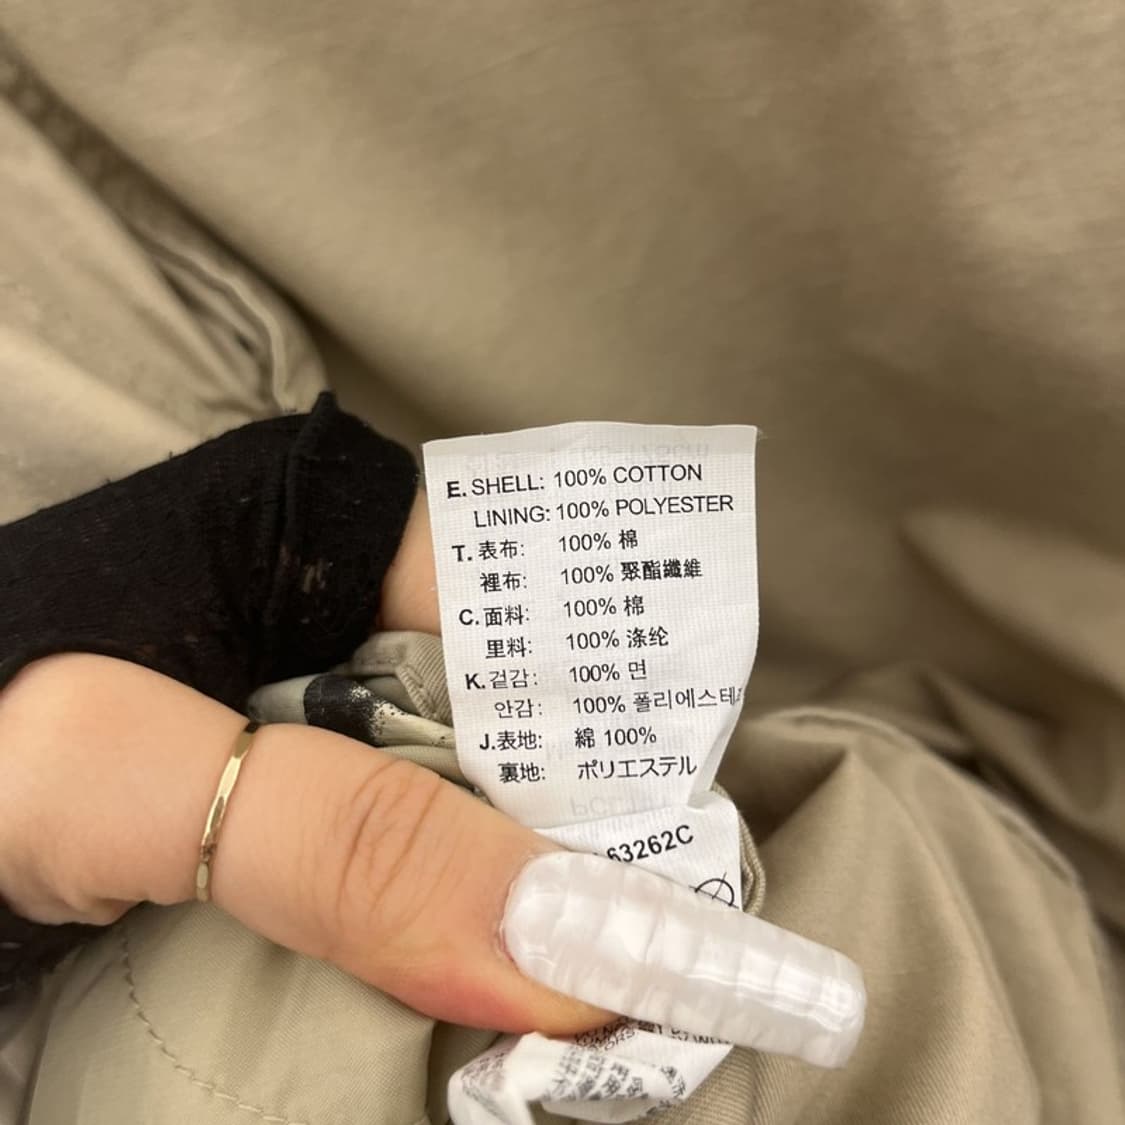 E. SHELL: 100% COTTON
LINING: 100% POLYESTER
T. 表布: 100% 棉
裡布: 100% 聚酯纖維
C. 面料: 100% 棉
里料: 100% 涤纶
K. 겉감: 100% 면
안감: 100% 폴리에스테
J. 表地: 綿 100%
裏地: ポリエステル
63262C